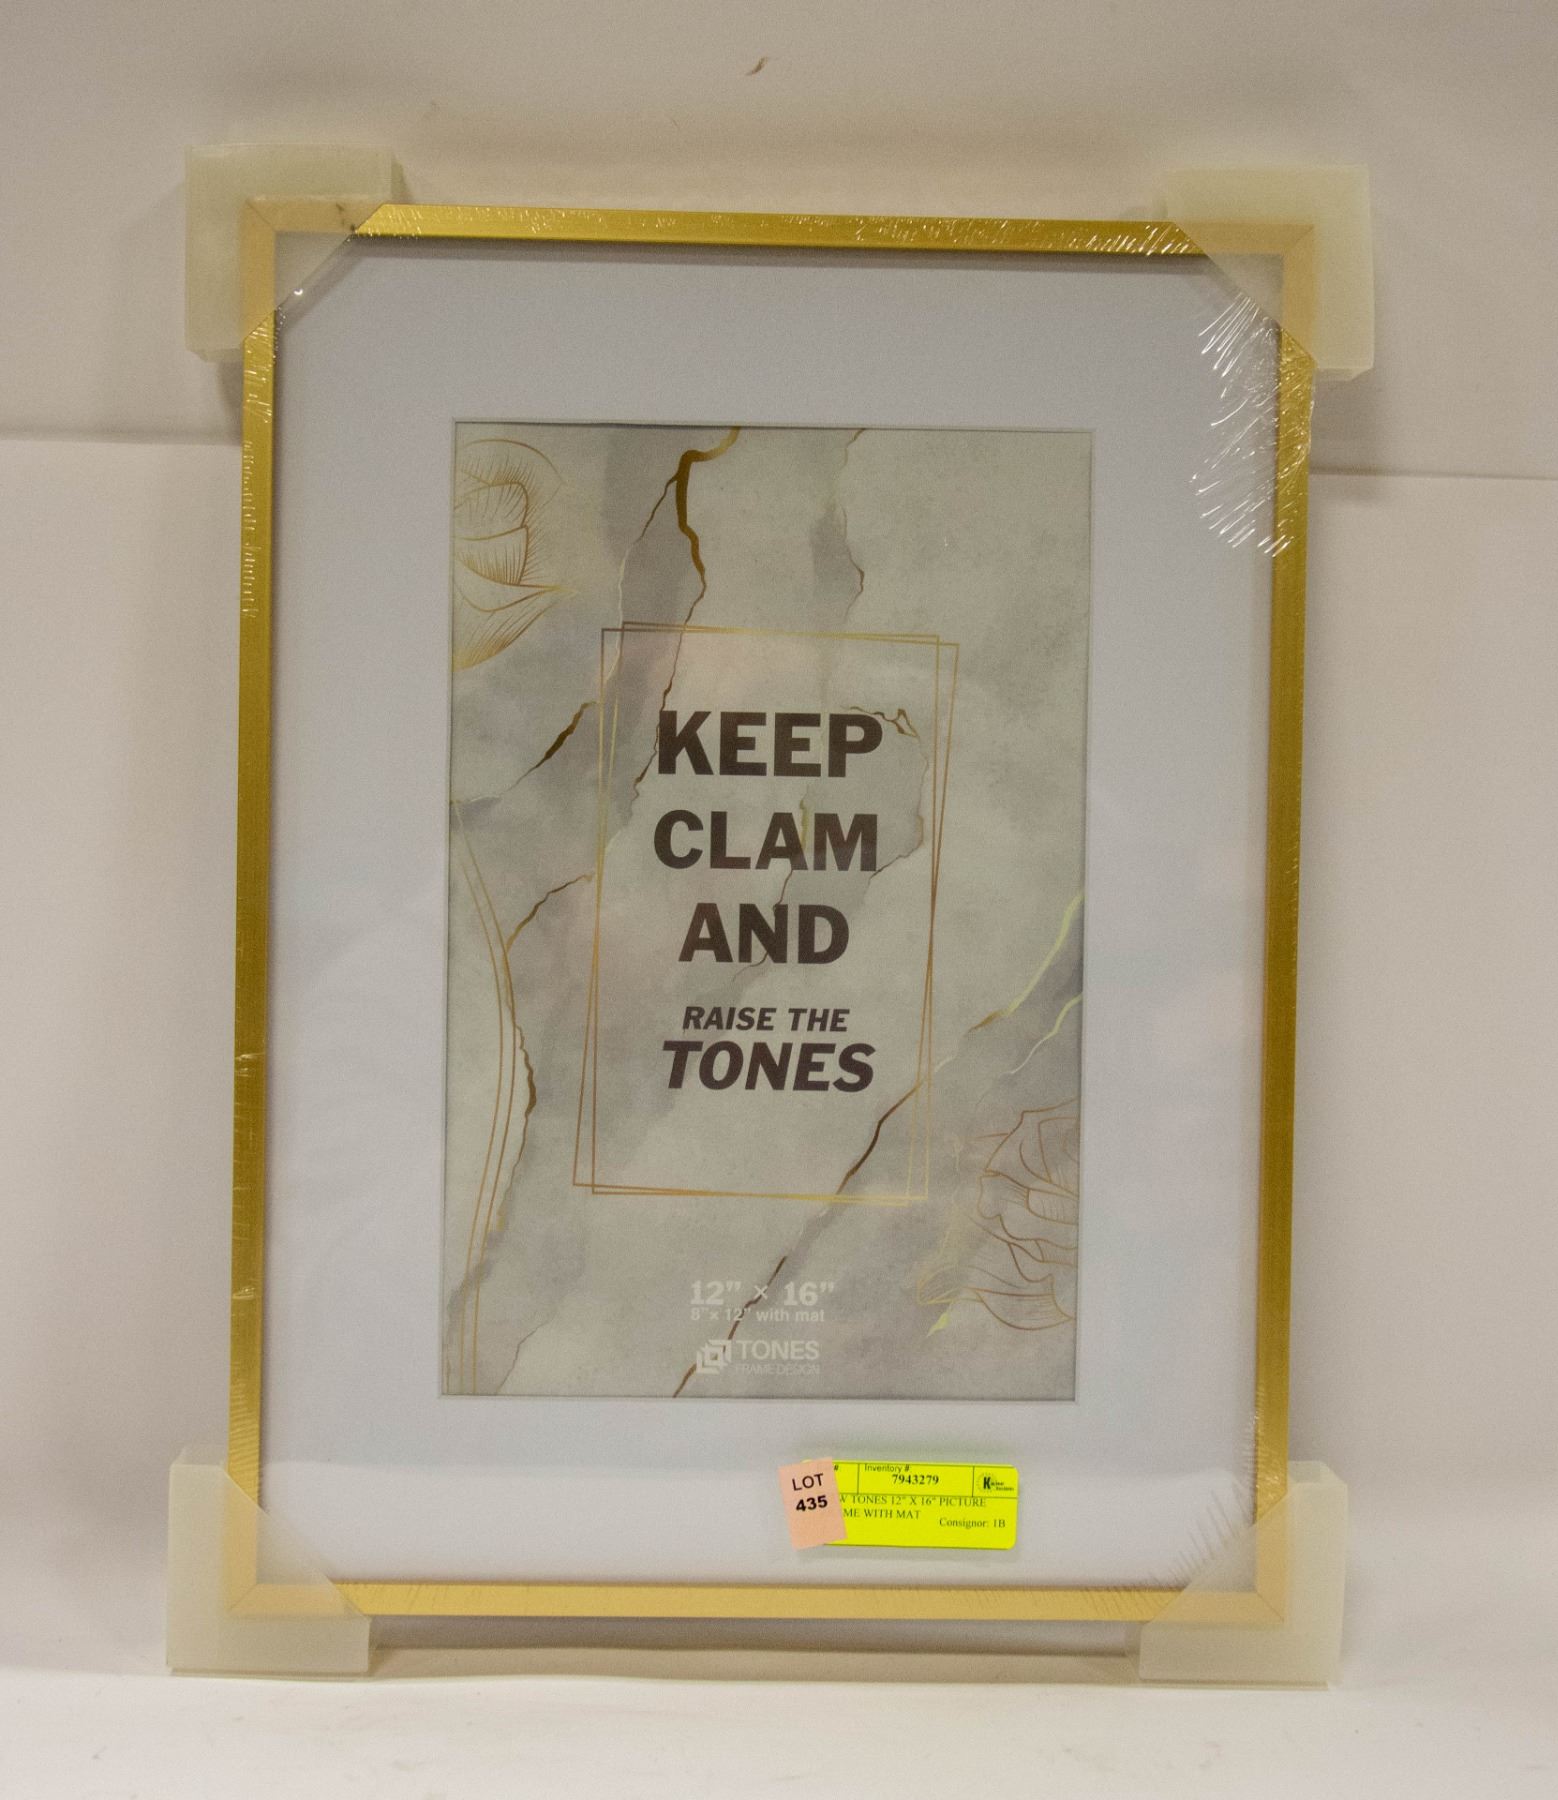 KEEP
CLAM
AND
RAISE THE
TONES
12" × 16"
8"× 12" with mat
TONES
FRAME DESIGN
LOT
435
#
Inventory #:
7943279
W TONES 12" X 16" PICTURE
ME WITH MAT
Consignor: 1B